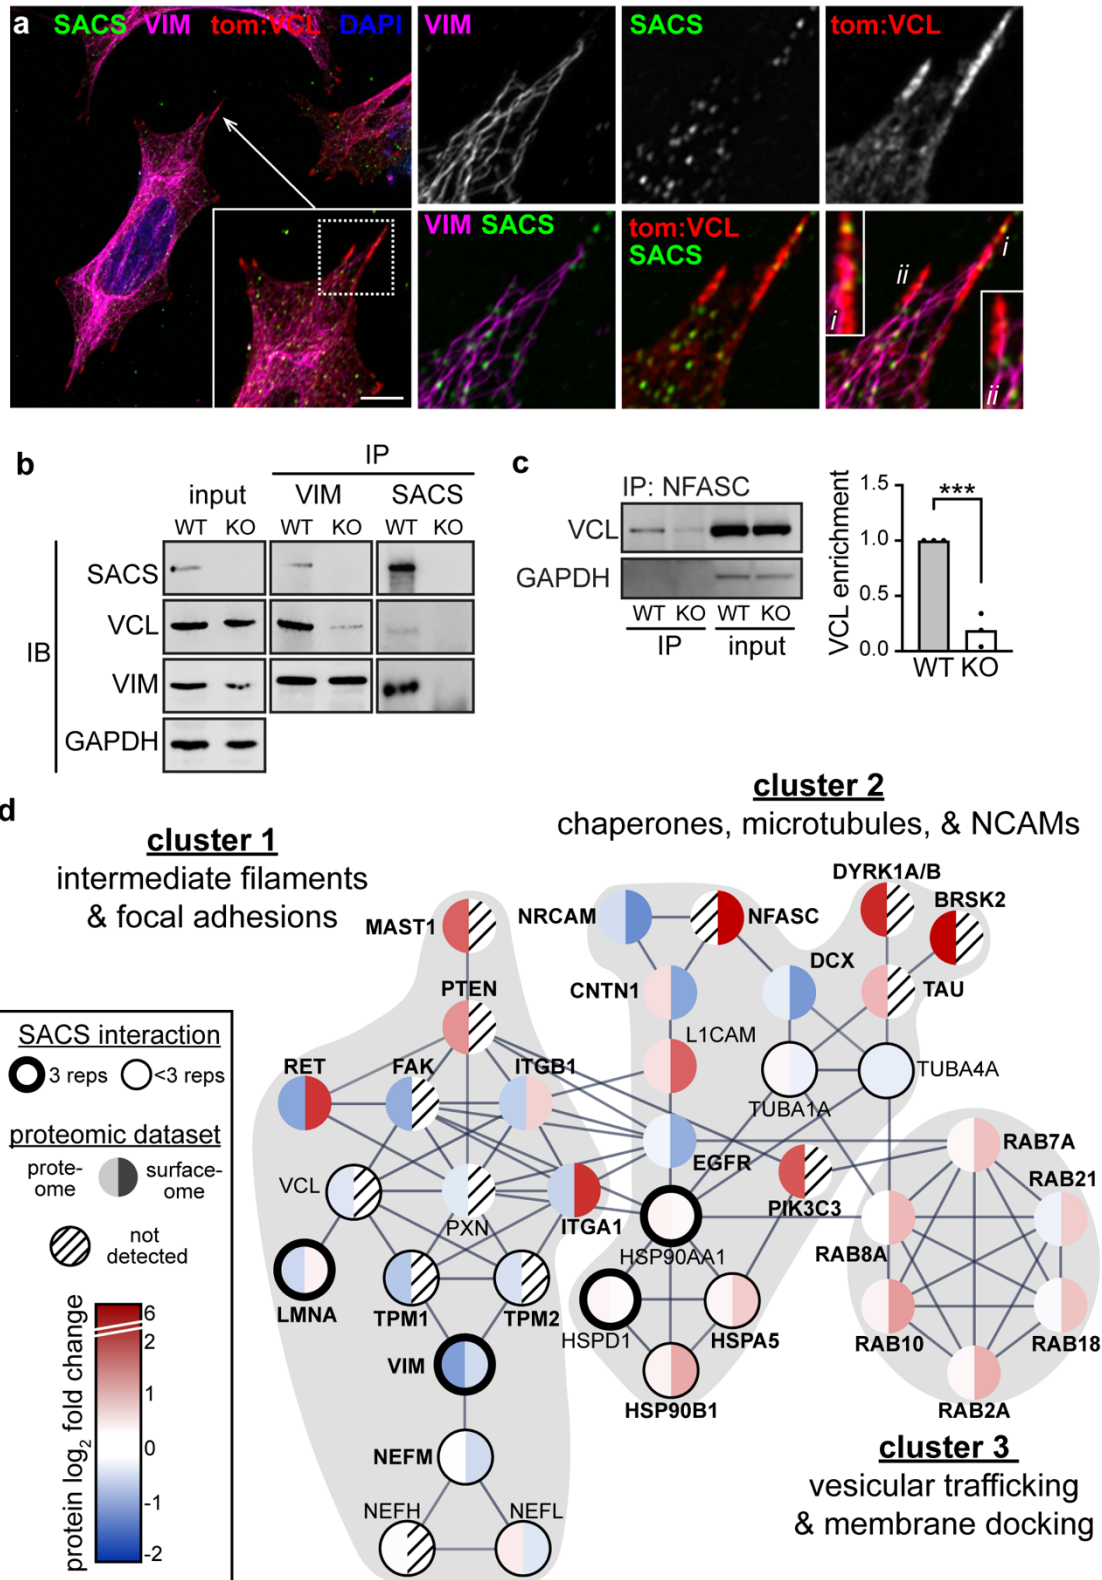 a
SACS VIM tom:VCL DAPI
VIM
SACS
tom:VCL
VIM SACS
tom:VCL
SACS
i
ii
i
ii
b
IP
input VIM SACS
WT KO WT KO WT KO
IB
SACS
VCL
VIM
GAPDH
c
IP: NFASC
VCL
GAPDH
WT KO WT KO
IP input
VCL enrichment
1.5
1.0
0.5
0.0
***
WT KO
d
cluster 1
intermediate filaments
& focal adhesions
cluster 2
chaperones, microtubules, & NCAMs
MAST1
NRCAM
NFASC
DYRK1A/B
BRSK2
PTEN
CNTN1
DCX
TAU
RET
FAK
ITGB1
L1CAM
TUBA1A
TUBA4A
VCL
PXN
ITGA1
EGFR
PIK3C3
RAB7A
RAB21
LMNA
TPM1
TPM2
HSP90AA1
RAB8A
HSPD1
HSPA5
RAB10
RAB18
VIM
HSP90B1
RAB2A
NEFM
NEFH
NEFL
cluster 3
vesicular trafficking
& membrane docking
SACS interaction
3 reps <3 reps
proteomic dataset
prote-
ome
surface-
ome
not
detected
protein log2 fold change
6
2
1
0
-1
-2